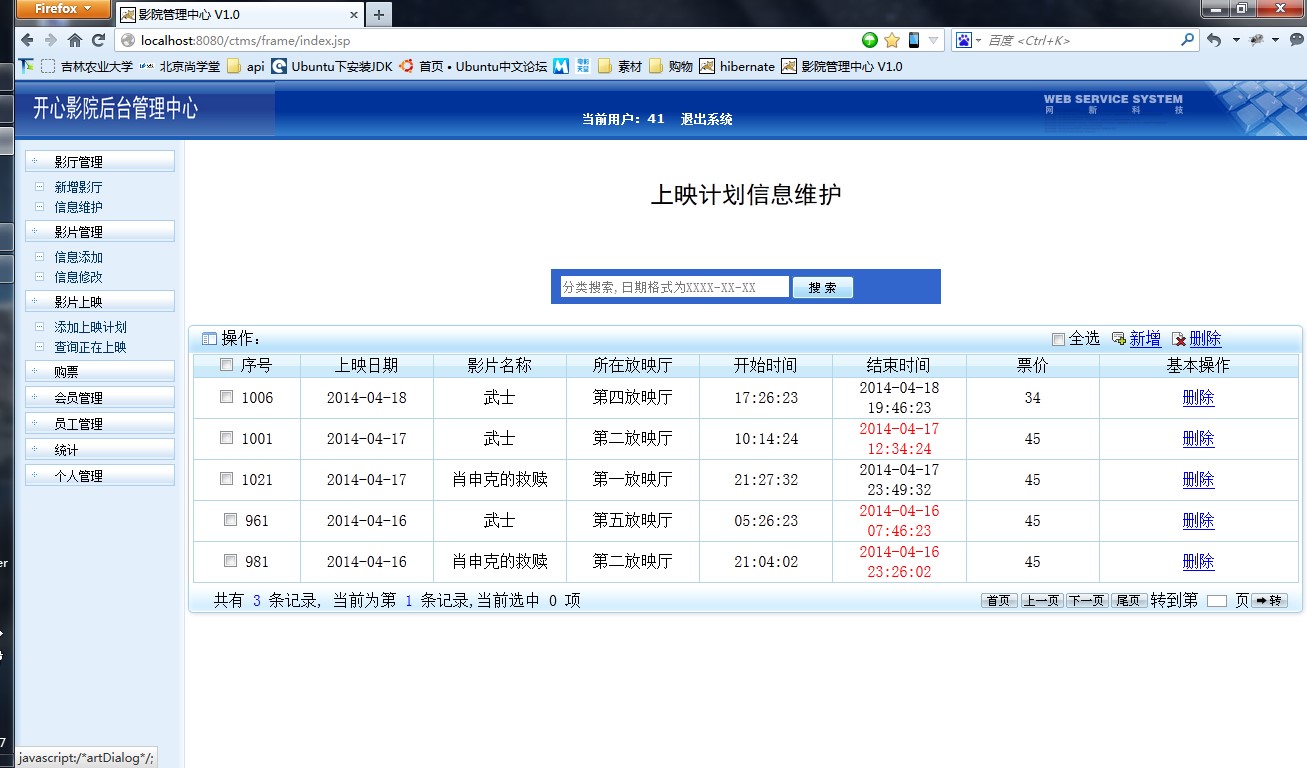 Firefox
影院管理中心 V1.0
localhost:8080/ctms/frame/index.jsp
百度 <Ctrl+K>
吉林农业大学 北京尚学堂 api Ubuntu下安装JDK 首页 • Ubuntu中文论坛 素材 购物 hibernate 影院管理中心 V1.0
开心影院后台管理中心
当前用户：41 退出系统
WEB SERVICE SYSTEM
网 新 科 技
影厅管理
新增影厅
信息维护
影片管理
信息添加
信息修改
影片上映
添加上映计划
查询正在上映
购票
会员管理
员工管理
统计
个人管理
上映计划信息维护
分类搜索,日期格式为XXXX-XX-XX 搜 索
操作： 全选 新增 删除
序号 上映日期 影片名称 所在放映厅 开始时间 结束时间 票价 基本操作
1006 2014-04-18 武士 第四放映厅 17:26:23 2014-04-18 19:46:23 34 删除
1001 2014-04-17 武士 第二放映厅 10:14:24 2014-04-17 12:34:24 45 删除
1021 2014-04-17 肖申克的救赎 第一放映厅 21:27:32 2014-04-17 23:49:32 45 删除
961 2014-04-16 武士 第五放映厅 05:26:23 2014-04-16 07:46:23 45 删除
981 2014-04-16 肖申克的救赎 第二放映厅 21:04:02 2014-04-16 23:26:02 45 删除
共有 3 条记录, 当前为第 1 条记录,当前选中 0 项 首页 上一页 下一页 尾页 转到第 页 转
javascript:/*artDialog*/;